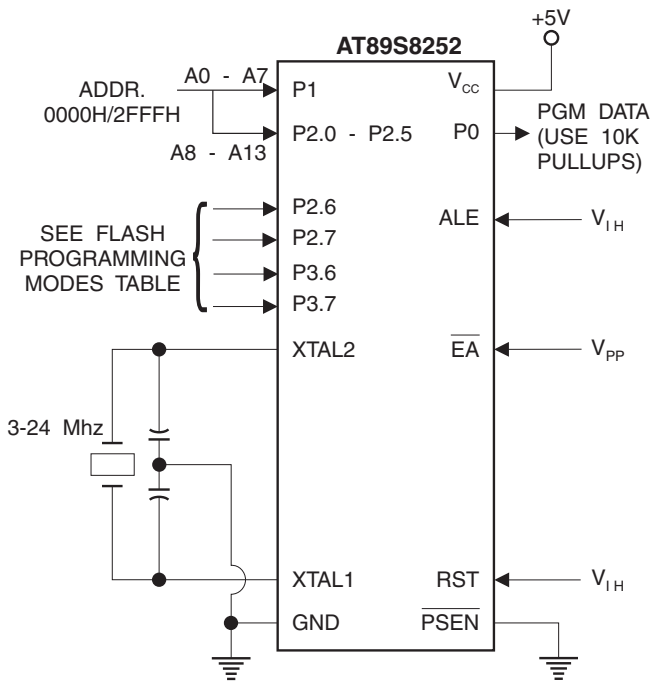 +5V
AT89S8252
ADDR.
0000H/2FFFH
A0 - A7
A8 - A13
P1
P2.0 - P2.5
VCC
P0
PGM DATA
(USE 10K
PULLUPS)
SEE FLASH
PROGRAMMING
MODES TABLE
P2.6
P2.7
P3.6
P3.7
ALE
VIH
XTAL2
EA
VPP
3-24 Mhz
XTAL1
RST
VIH
GND
PSEN